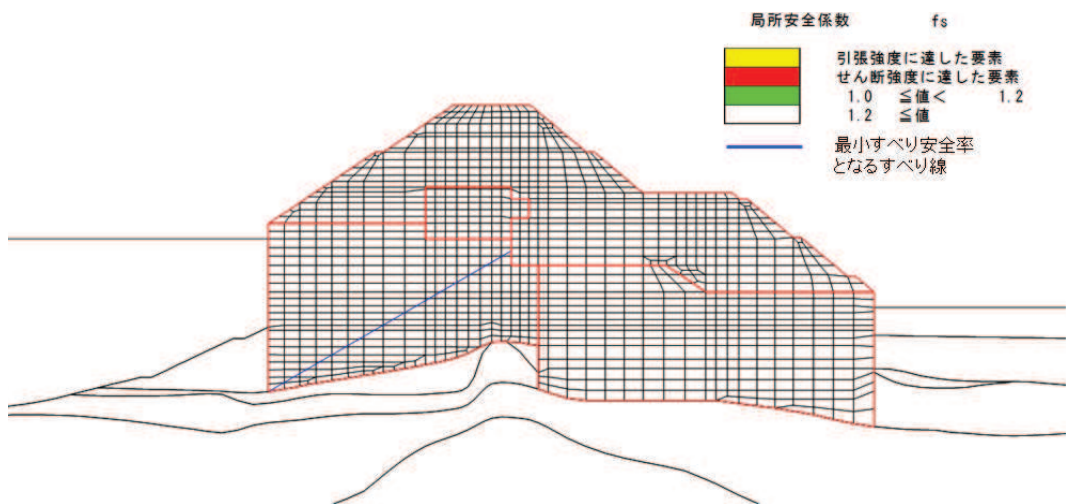 局所安全係数 fs
引張強度に達した要素
せん断強度に達した要素
1.0 ≦値< 1.2
1.2 ≦値
最小すべり安全率
となるすべり線